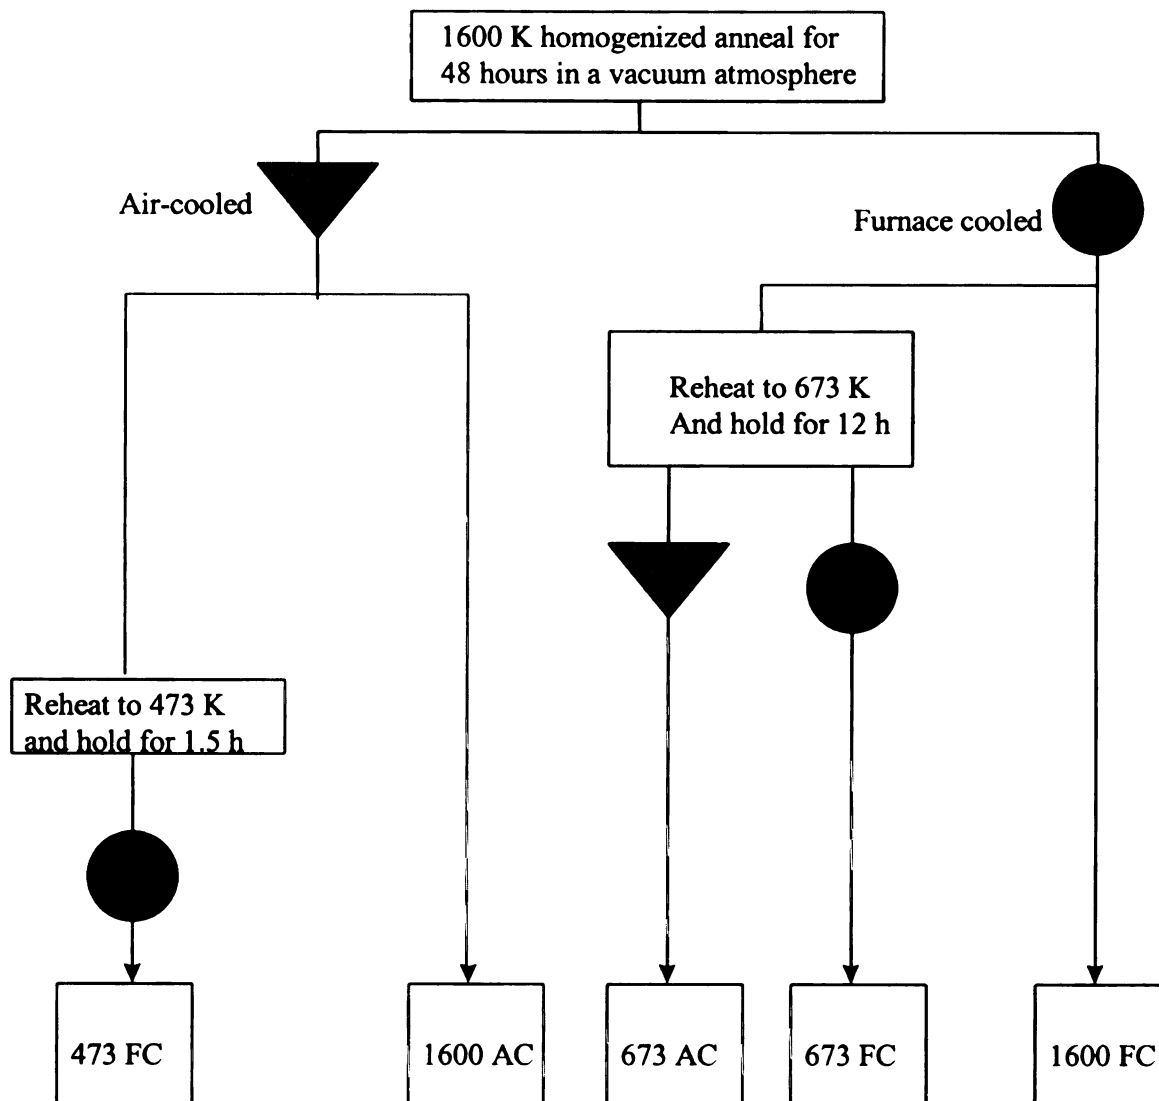 1600 K homogenized anneal for
48 hours in a vacuum atmosphere
Air-cooled
Furnace cooled
Reheat to 673 K
And hold for 12 h
Reheat to 473 K
and hold for 1.5 h
473 FC
1600 AC
673 AC
673 FC
1600 FC